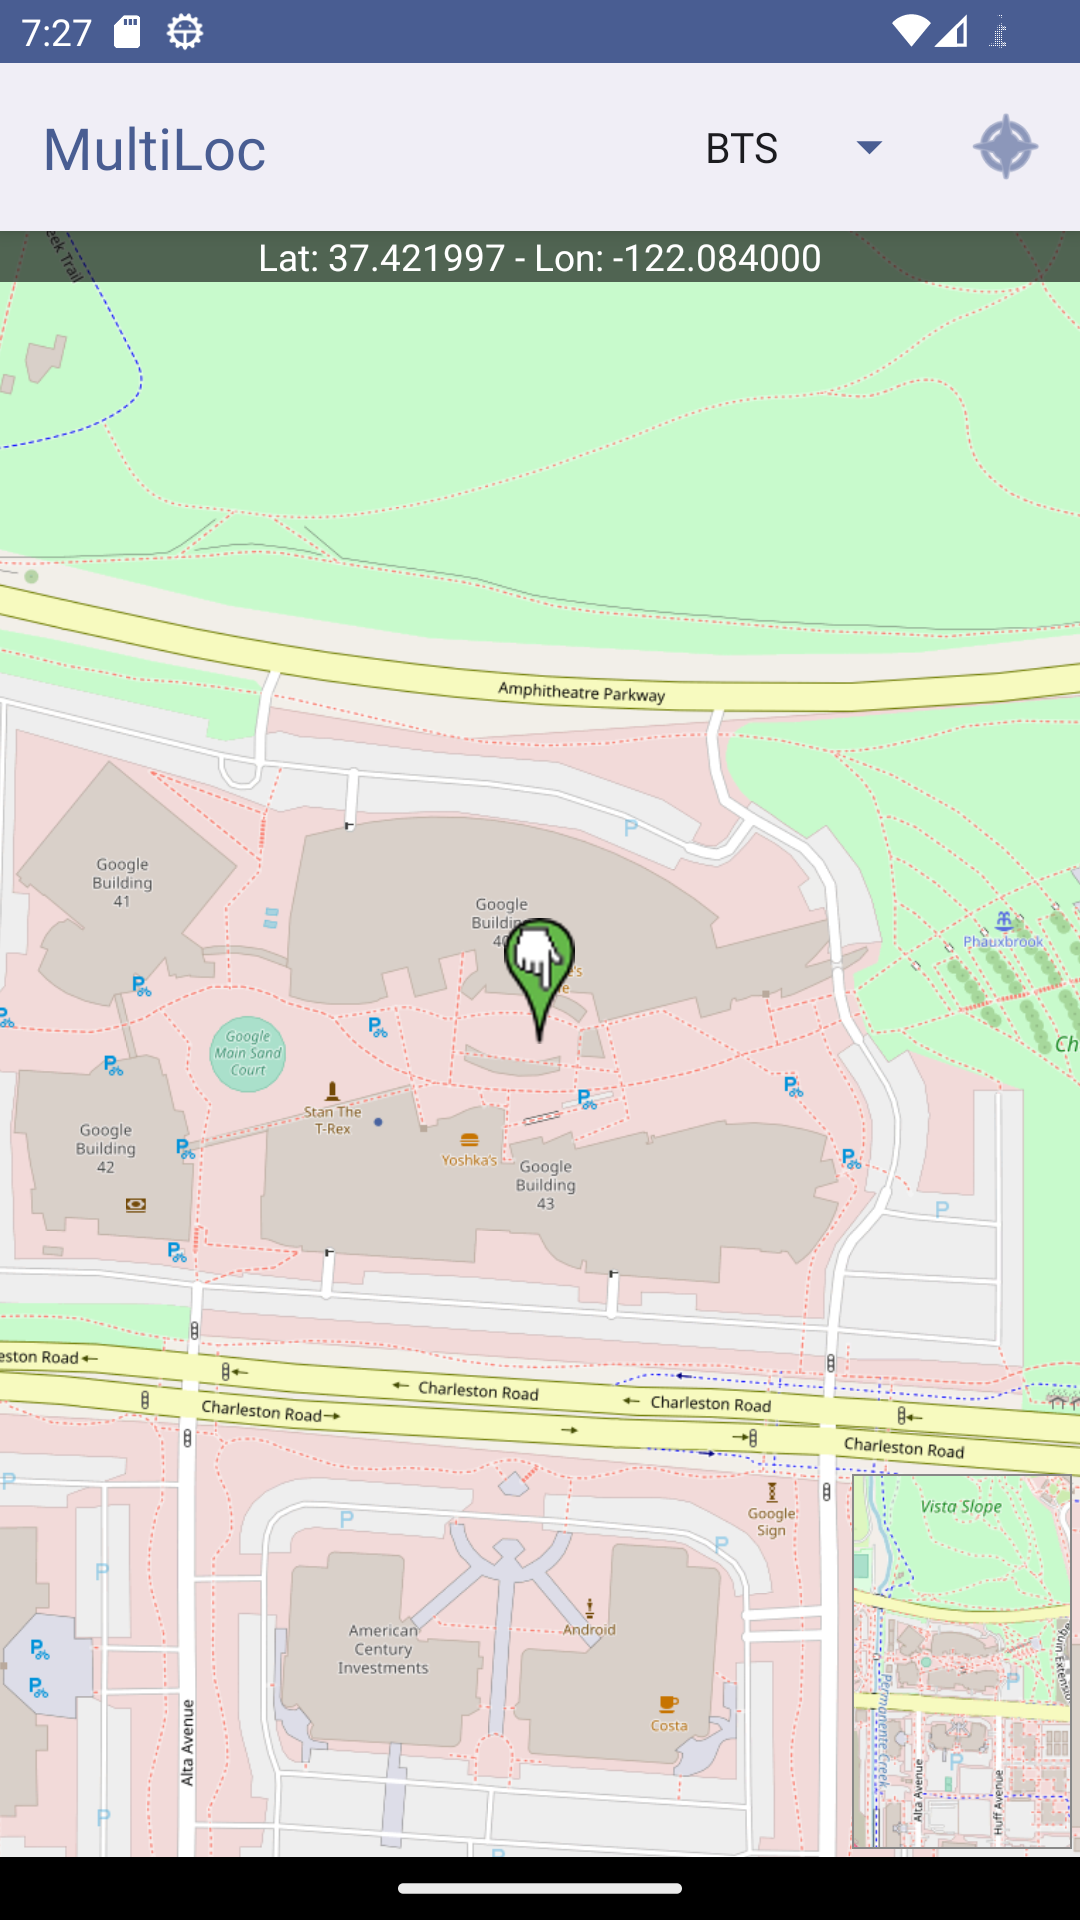 7:27
MultiLoc
BTS
Lat: 37.421997 - Lon: -122.084000
eek Trail
Amphitheatre Parkway
P
Google
Building
41
Google
Phauxbrook
Google
Main Sand
Court
Stan The
T-Rex
Google
Building
42
Yoshka's
Google
Building
43
P
eston Road
Charleston Road
Charleston Road
Charleston Road
Charleston Road
P
P
P
Google
Sign
P
American
Century
Investments
Android
Costa
Alta Avenue
P
P
Vista Slope
P
Permanente Creek
P
Alta Avenue
Huff Avenue